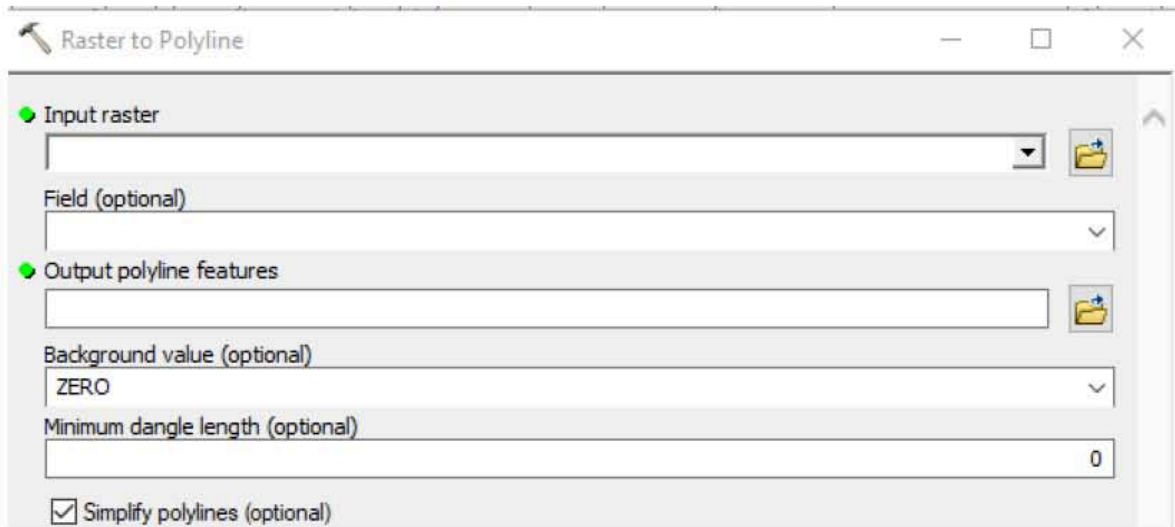 Raster to Polyline
Input raster
Field (optional)
Output polyline features
Background value (optional)
ZERO
Minimum dangle length (optional)
0
Simplify polylines (optional)